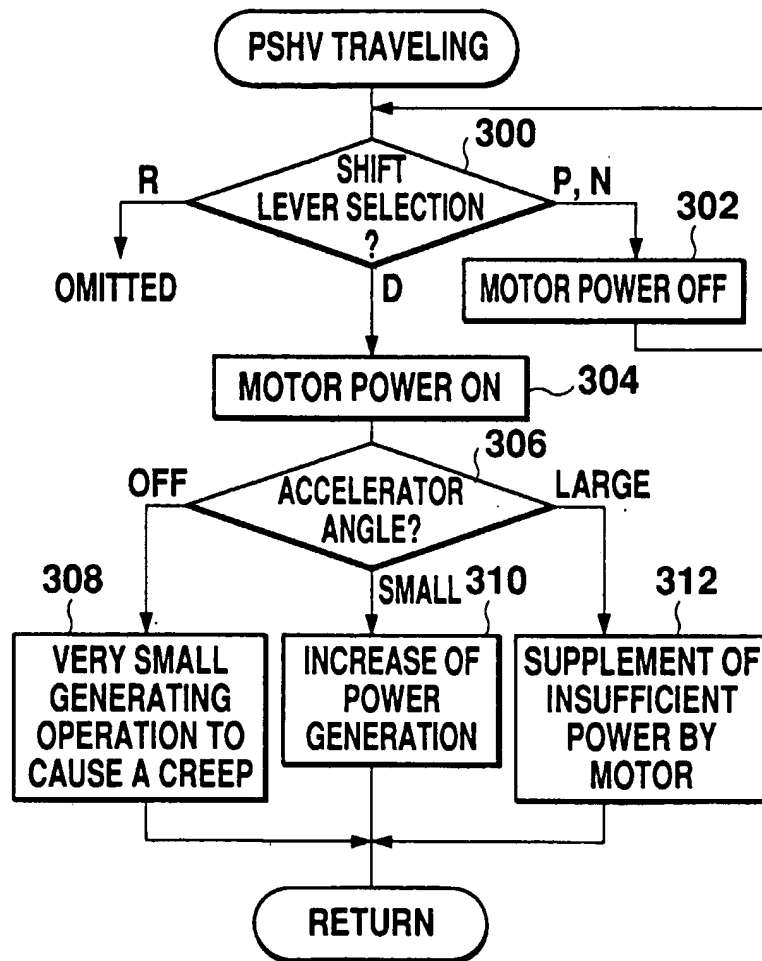 PSHV TRAVELING
300
R
SHIFT
LEVER SELECTION
?
P, N
302
OMITTED
D
MOTOR POWER OFF
MOTOR POWER ON
304
306
OFF
ACCELERATOR
ANGLE?
LARGE
308
SMALL
310
312
VERY SMALL
GENERATING
OPERATION TO
CAUSE A CREEP
INCREASE OF
POWER
GENERATION
SUPPLEMENT OF
INSUFFICIENT
POWER BY
MOTOR
RETURN